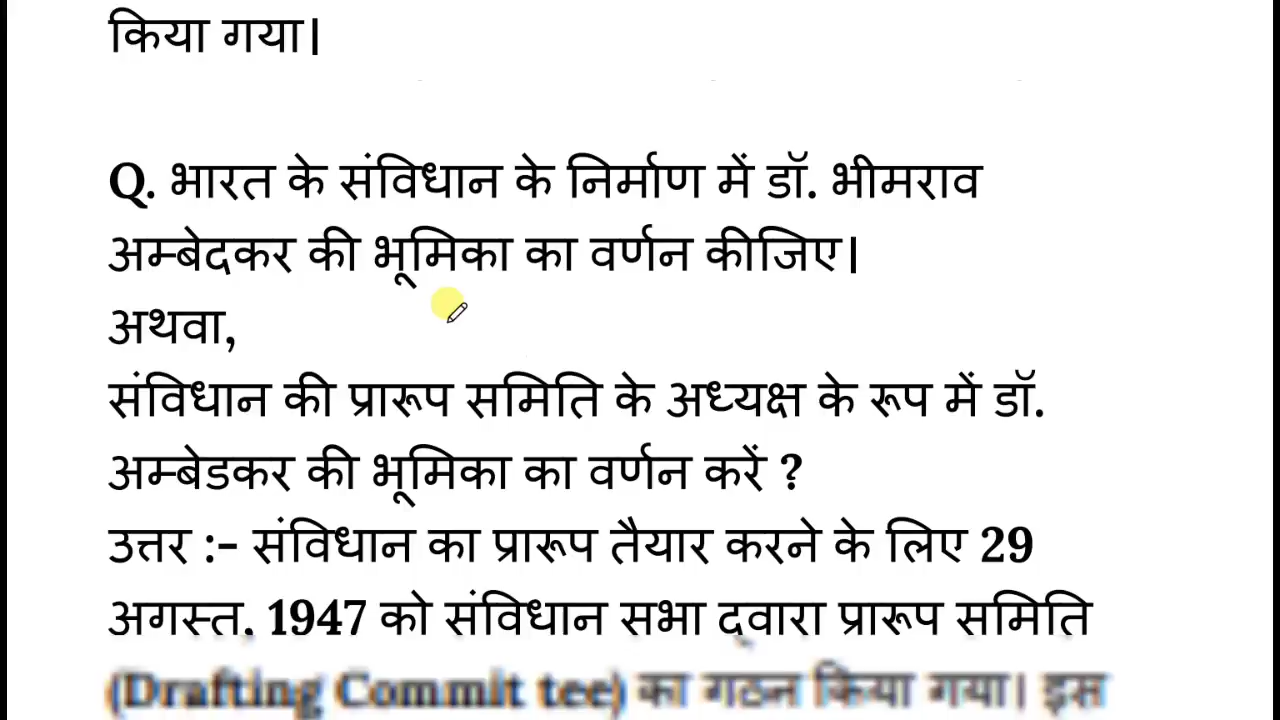 किया गया।
Q. भारत के संविधान के निर्माण में डॉ. भीमराव
अम्बेदकर की भूमिका का वर्णन कीजिए।
अथवा,
संविधान की प्रारूप समिति के अध्यक्ष के रूप में डॉ.
अम्बेडकर की भूमिका का वर्णन करें ?
उत्तर :- संविधान का प्रारूप तैयार करने के लिए 29
अगस्त, 1947 को संविधान सभा द्वारा प्रारूप समिति
(Drafting Commit tee) का गठन किया गया। इस